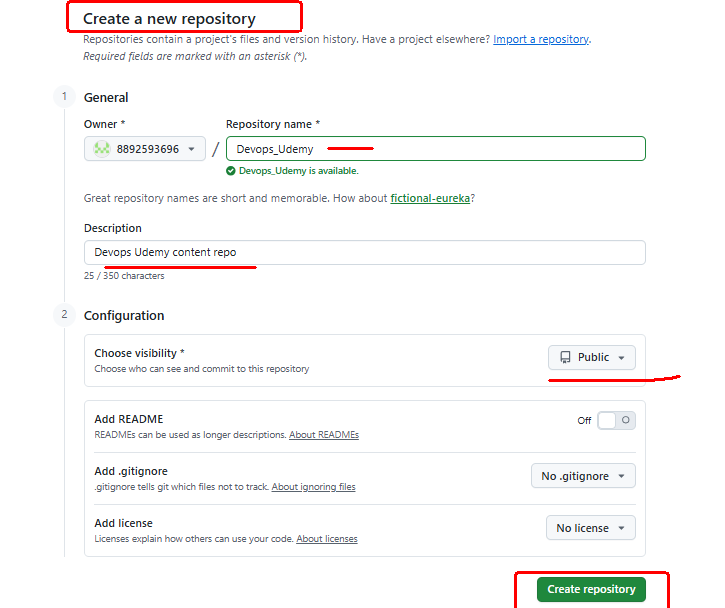 Create a new repository
Repositories contain a project's files and version history. Have a project elsewhere? Import a repository.
Required fields are marked with an asterisk (*).
1 General
Owner * Repository name *
8892593696 / Devops_Udemy
Devops_Udemy is available.
Great repository names are short and memorable. How about fictional-eureka?
Description
Devops Udemy content repo
25 / 350 characters
2 Configuration
Choose visibility * Public
Choose who can see and commit to this repository
Add README Off
READMEs can be used as longer descriptions. About READMEs
Add .gitignore No .gitignore
.gitignore tells git which files not to track. About ignoring files
Add license No license
Licenses explain how others can use your code. About licenses
Create repository